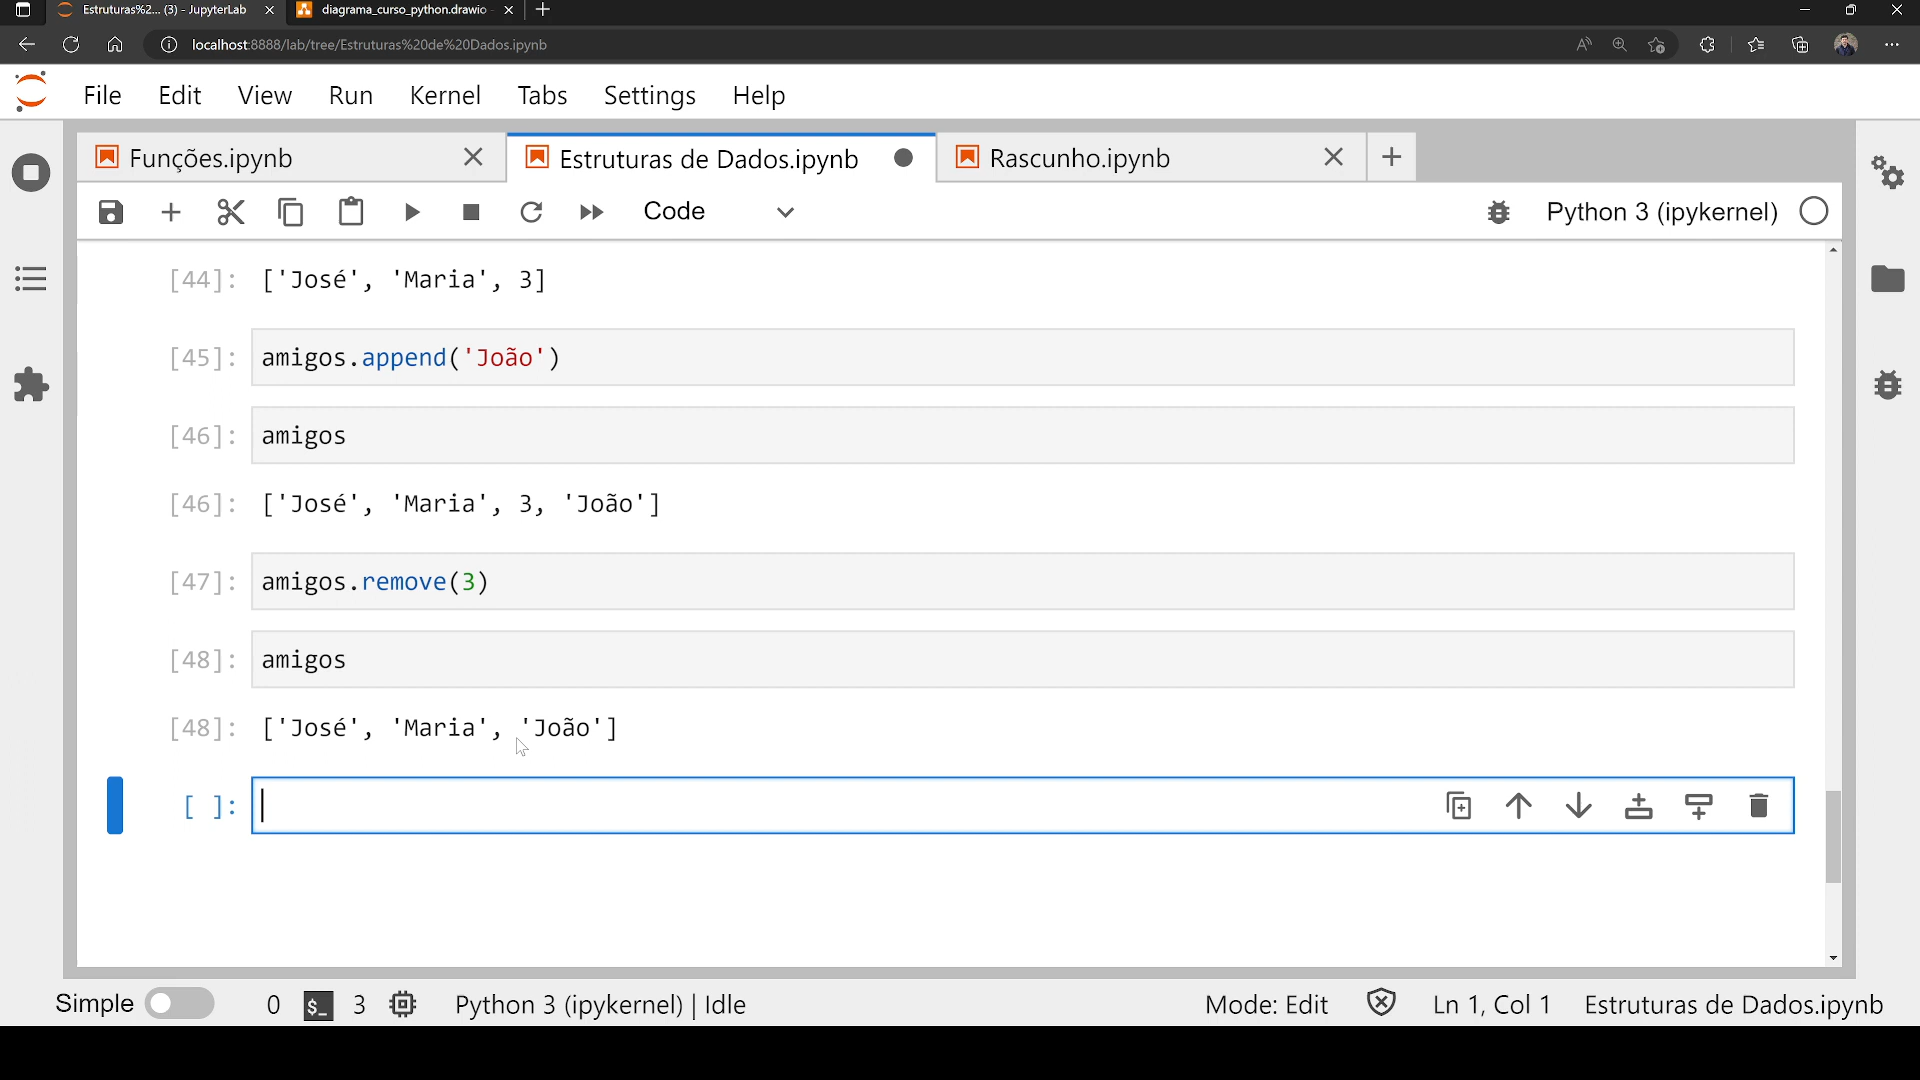 Estruturas%2... (3) - JupyterLab
diagrama_curso_python.drawio
localhost:8888/lab/tree/Estruturas%20de%20Dados.ipynb
File Edit View Run Kernel Tabs Settings Help
Funções.ipynb
Estruturas de Dados.ipynb
Rascunho.ipynb
Code
Python 3 (ipykernel)
[44]: ['José', 'Maria', 3]
[45]: amigos.append('João')
[46]: amigos
[46]: ['José', 'Maria', 3, 'João']
[47]: amigos.remove(3)
[48]: amigos
[48]: ['José', 'Maria', 'João']
[ ]:
Simple 0 $_ 3 Python 3 (ipykernel) | Idle Mode: Edit Ln 1, Col 1 Estruturas de Dados.ipynb